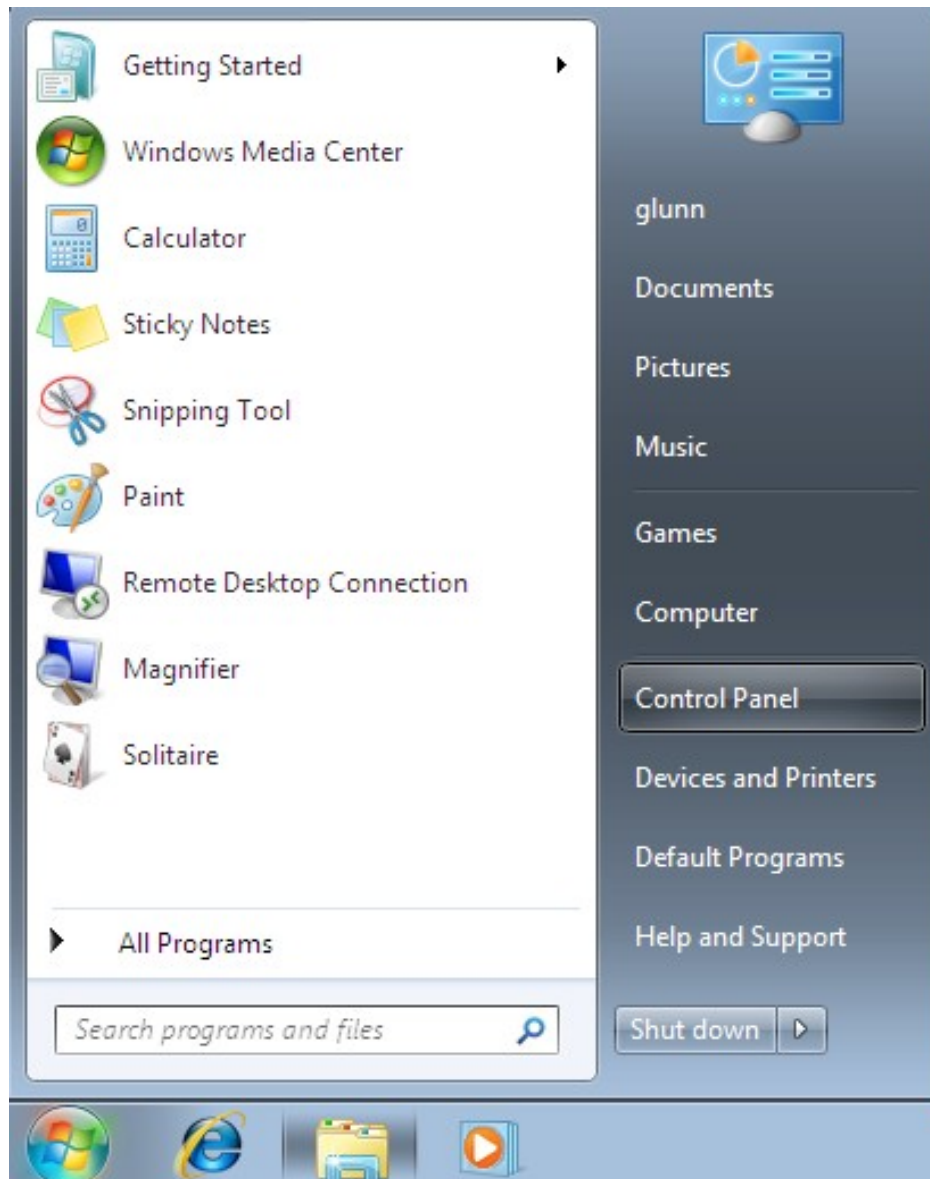 Getting Started
Windows Media Center
Calculator
Sticky Notes
Snipping Tool
Paint
Remote Desktop Connection
Magnifier
Solitaire
All Programs
Search programs and files
glunn
Documents
Pictures
Music
Games
Computer
Control Panel
Devices and Printers
Default Programs
Help and Support
Shut down